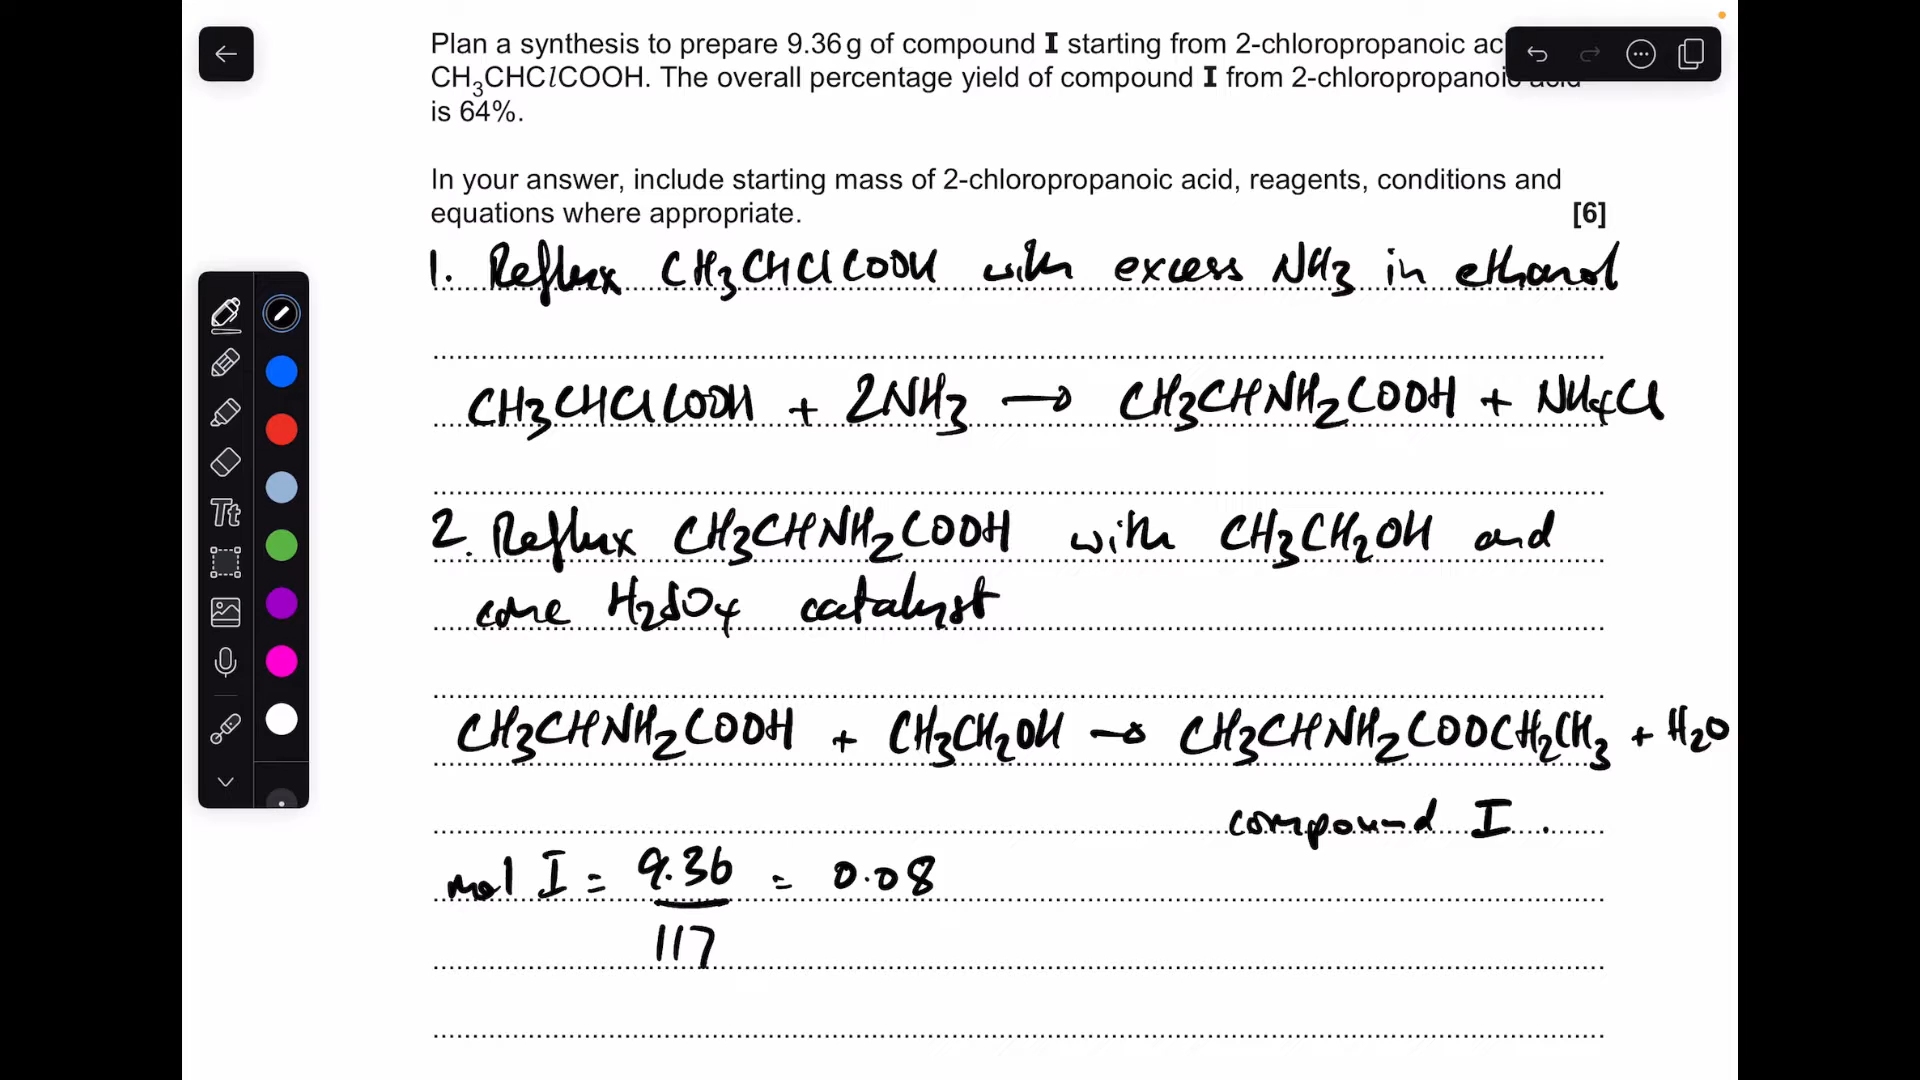 Plan a synthesis to prepare 9.36 g of compound I starting from 2-chloropropanoic
CH₃CHClCOOH. The overall percentage yield of compound I from 2-chloropropanoic acid
is 64%.
In your answer, include starting mass of 2-chloropropanoic acid, reagents, conditions and
equations where appropriate. [6]
1. Reflux CH₃CHClCOOH with excess NH₃ in ethanol
CH₃CHClCOOH + 2NH₃ → CH₃CHNH₂COOH + NH₄Cl
2. Reflux CH₃CHNH₂COOH with CH₃CH₂OH and
conc H₂SO₄ catalyst
CH₃CHNH₂COOH + CH₃CH₂OH → CH₃CHNH₂COOCH₂CH₃ + H₂O
compound I.
mol I = 9.36 = 0.08
117
Tt